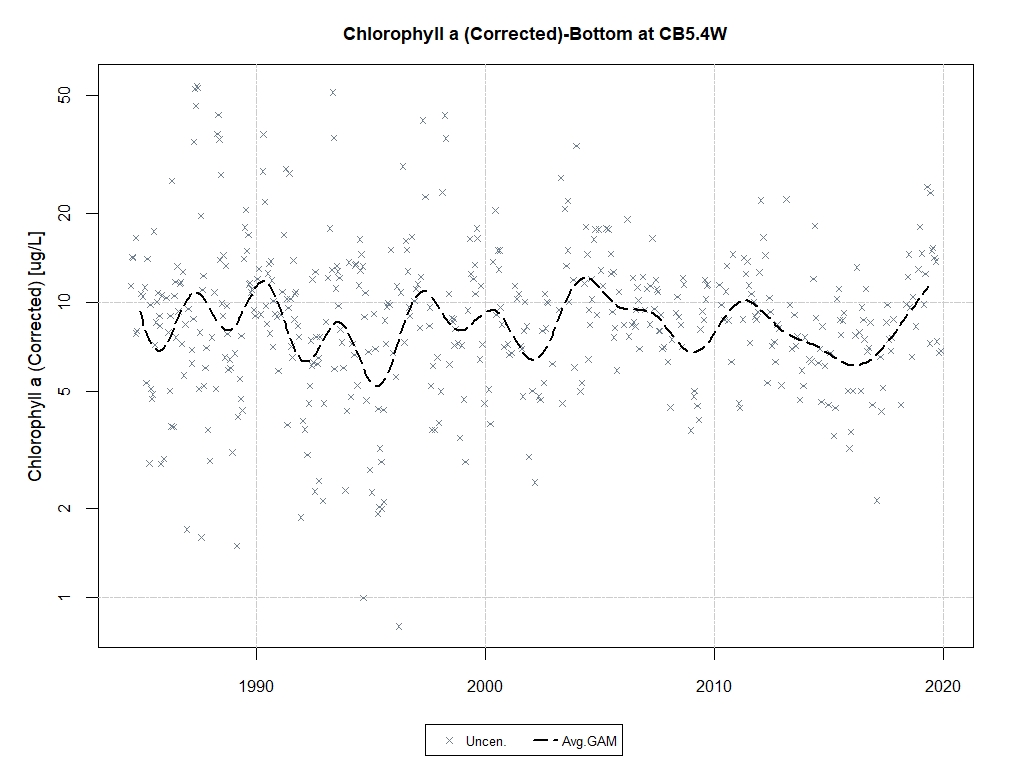 Chlorophyll a (Corrected)-Bottom at CB5.4W
Chlorophyll a (Corrected) [ug/L]
50
20
10
5
2
1
1990 2000 2010 2020
Uncen. Avg.GAM